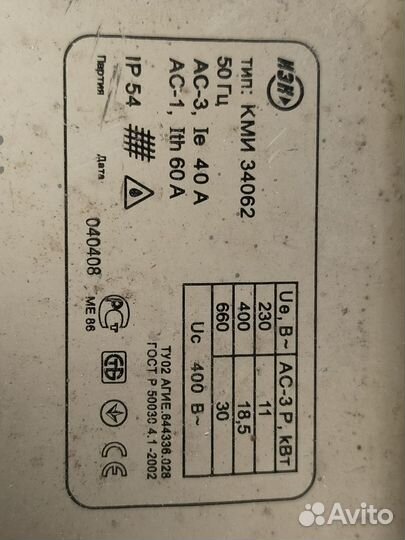 ИЭК
тип: КМИ 34062
50 Гц
АС-3, Ie 40 А
АС-1, Ith 60 А
IP 54
Партия
Дата
040408
Ue, В~ АС-3 Р, кВт
230 11
400 18,5
660 30
Uc 400 В~
ТУ02 АГИЕ.644336.028
ГОСТ Р 50030.4.1-2002
МЕ 86
Avito